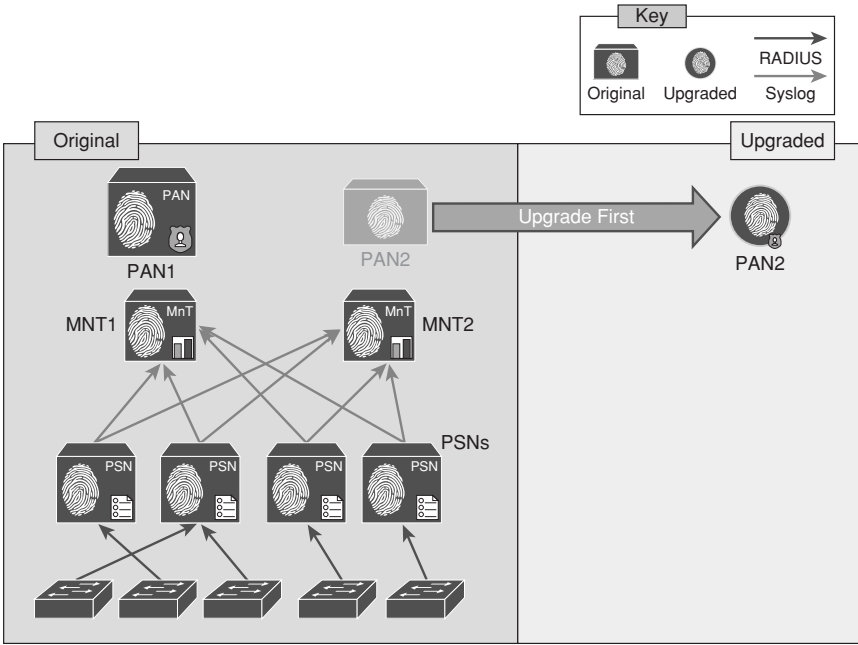 Key
RADIUS
Original
Upgraded
Syslog
Original
Upgraded
PAN
Upgrade First
PAN1
PAN2
PAN2
MNT1
MnT
MnT
MNT2
PSNs
PSN
PSN
PSN
PSN